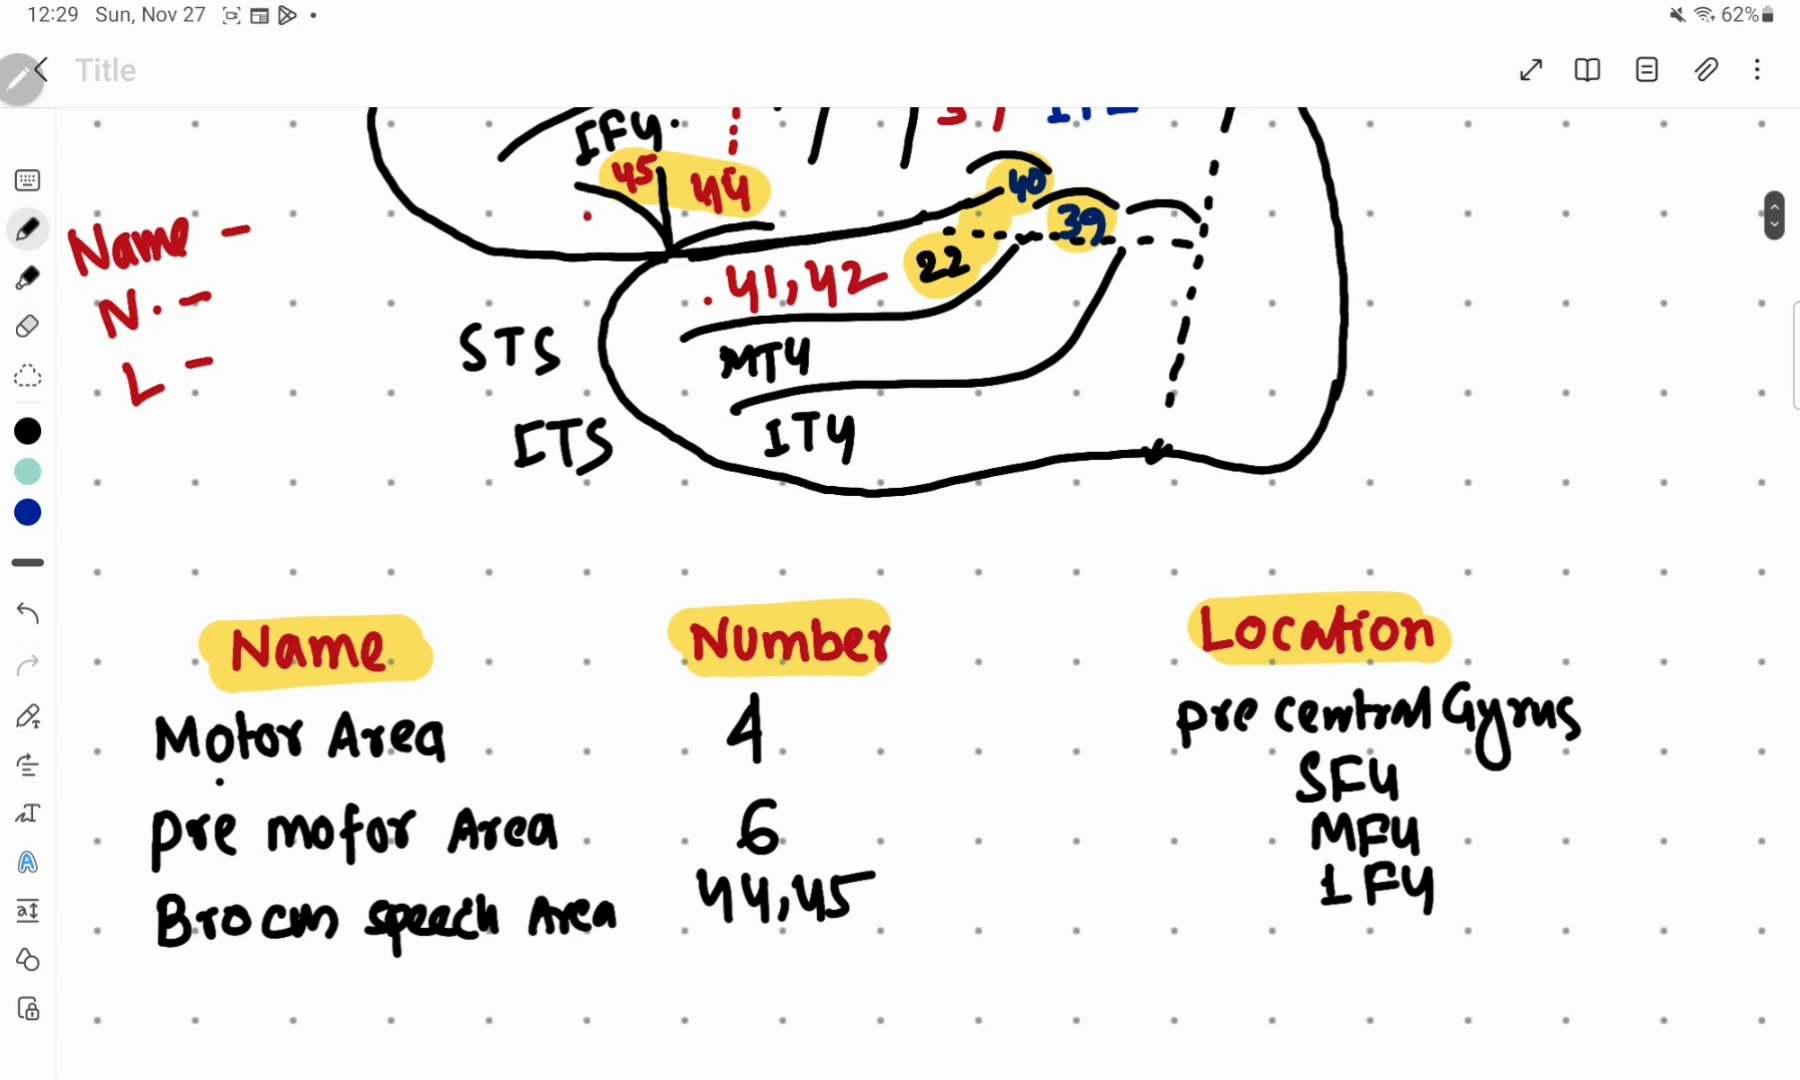 12:29 Sun, Nov 27
62%
Title
IFG
45 44
40
39
22
Name -
N. -
L -
41, 42
STS
MTG
ITS
ITG
Name Number Location
Motor Area 4 pre central Gyrus
SFG
pre motor Area 6 MFG
Broca speech Area 44,45 IFG